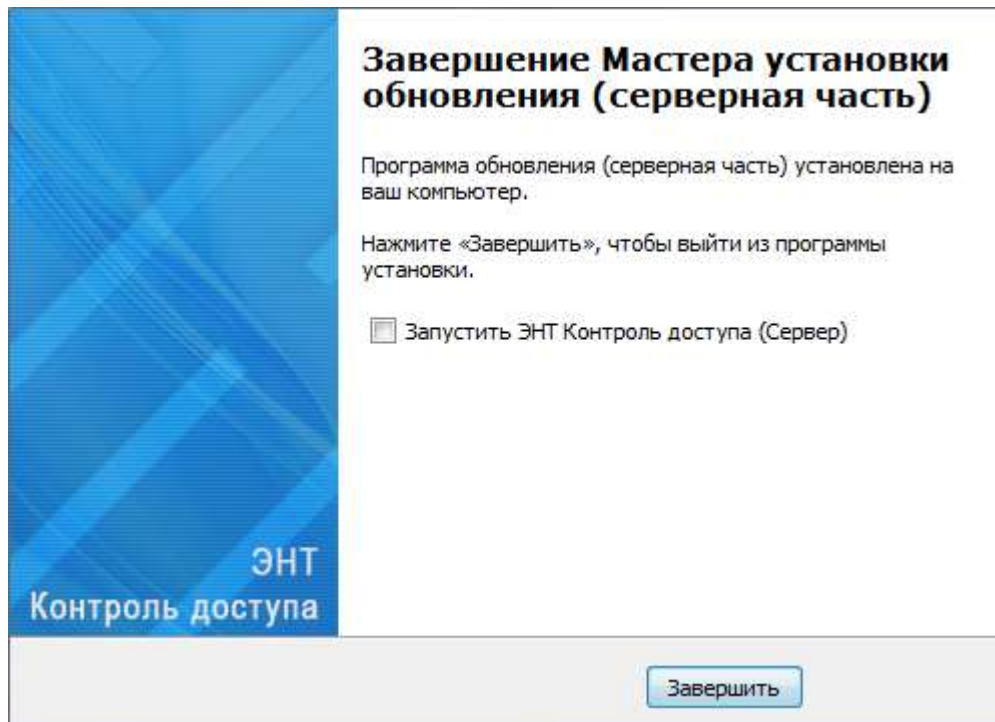 Завершение Мастера установки
обновления (серверная часть)
Программа обновления (серверная часть) установлена на
ваш компьютер.
Нажмите «Завершить», чтобы выйти из программы
установки.
Запустить ЭНТ Контроль доступа (Сервер)
ЭНТ
Контроль доступа
Завершить